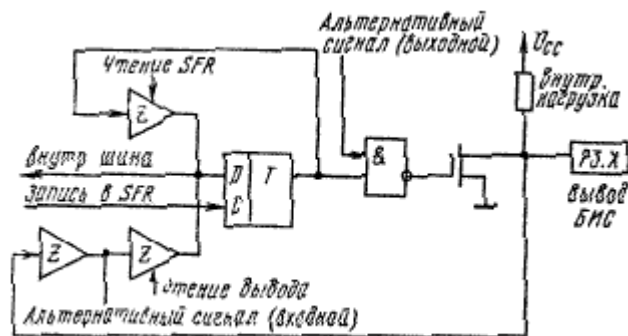 Альтернативный
сигнал (выходной)
Ucc
Чтение SFR
внутр.
нагрузка
Z
&
внутр шина
D T
P3.X
Запись в SFR
C
вывод
БИС
Z
Z
Чтение вывода
Альтернативный сигнал (входной)